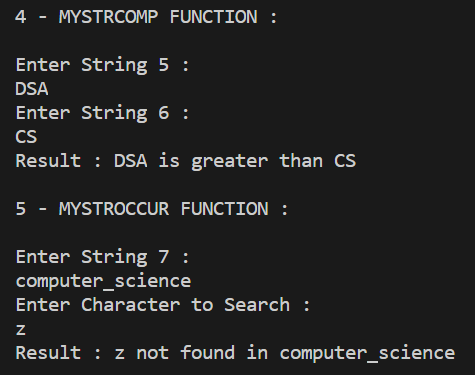 4 - MYSTRCOMP FUNCTION :
Enter String 5 :
DSA
Enter String 6 :
CS
Result : DSA is greater than CS
5 - MYSTROCCUR FUNCTION :
Enter String 7 :
computer_science
Enter Character to Search :
z
Result : z not found in computer_science